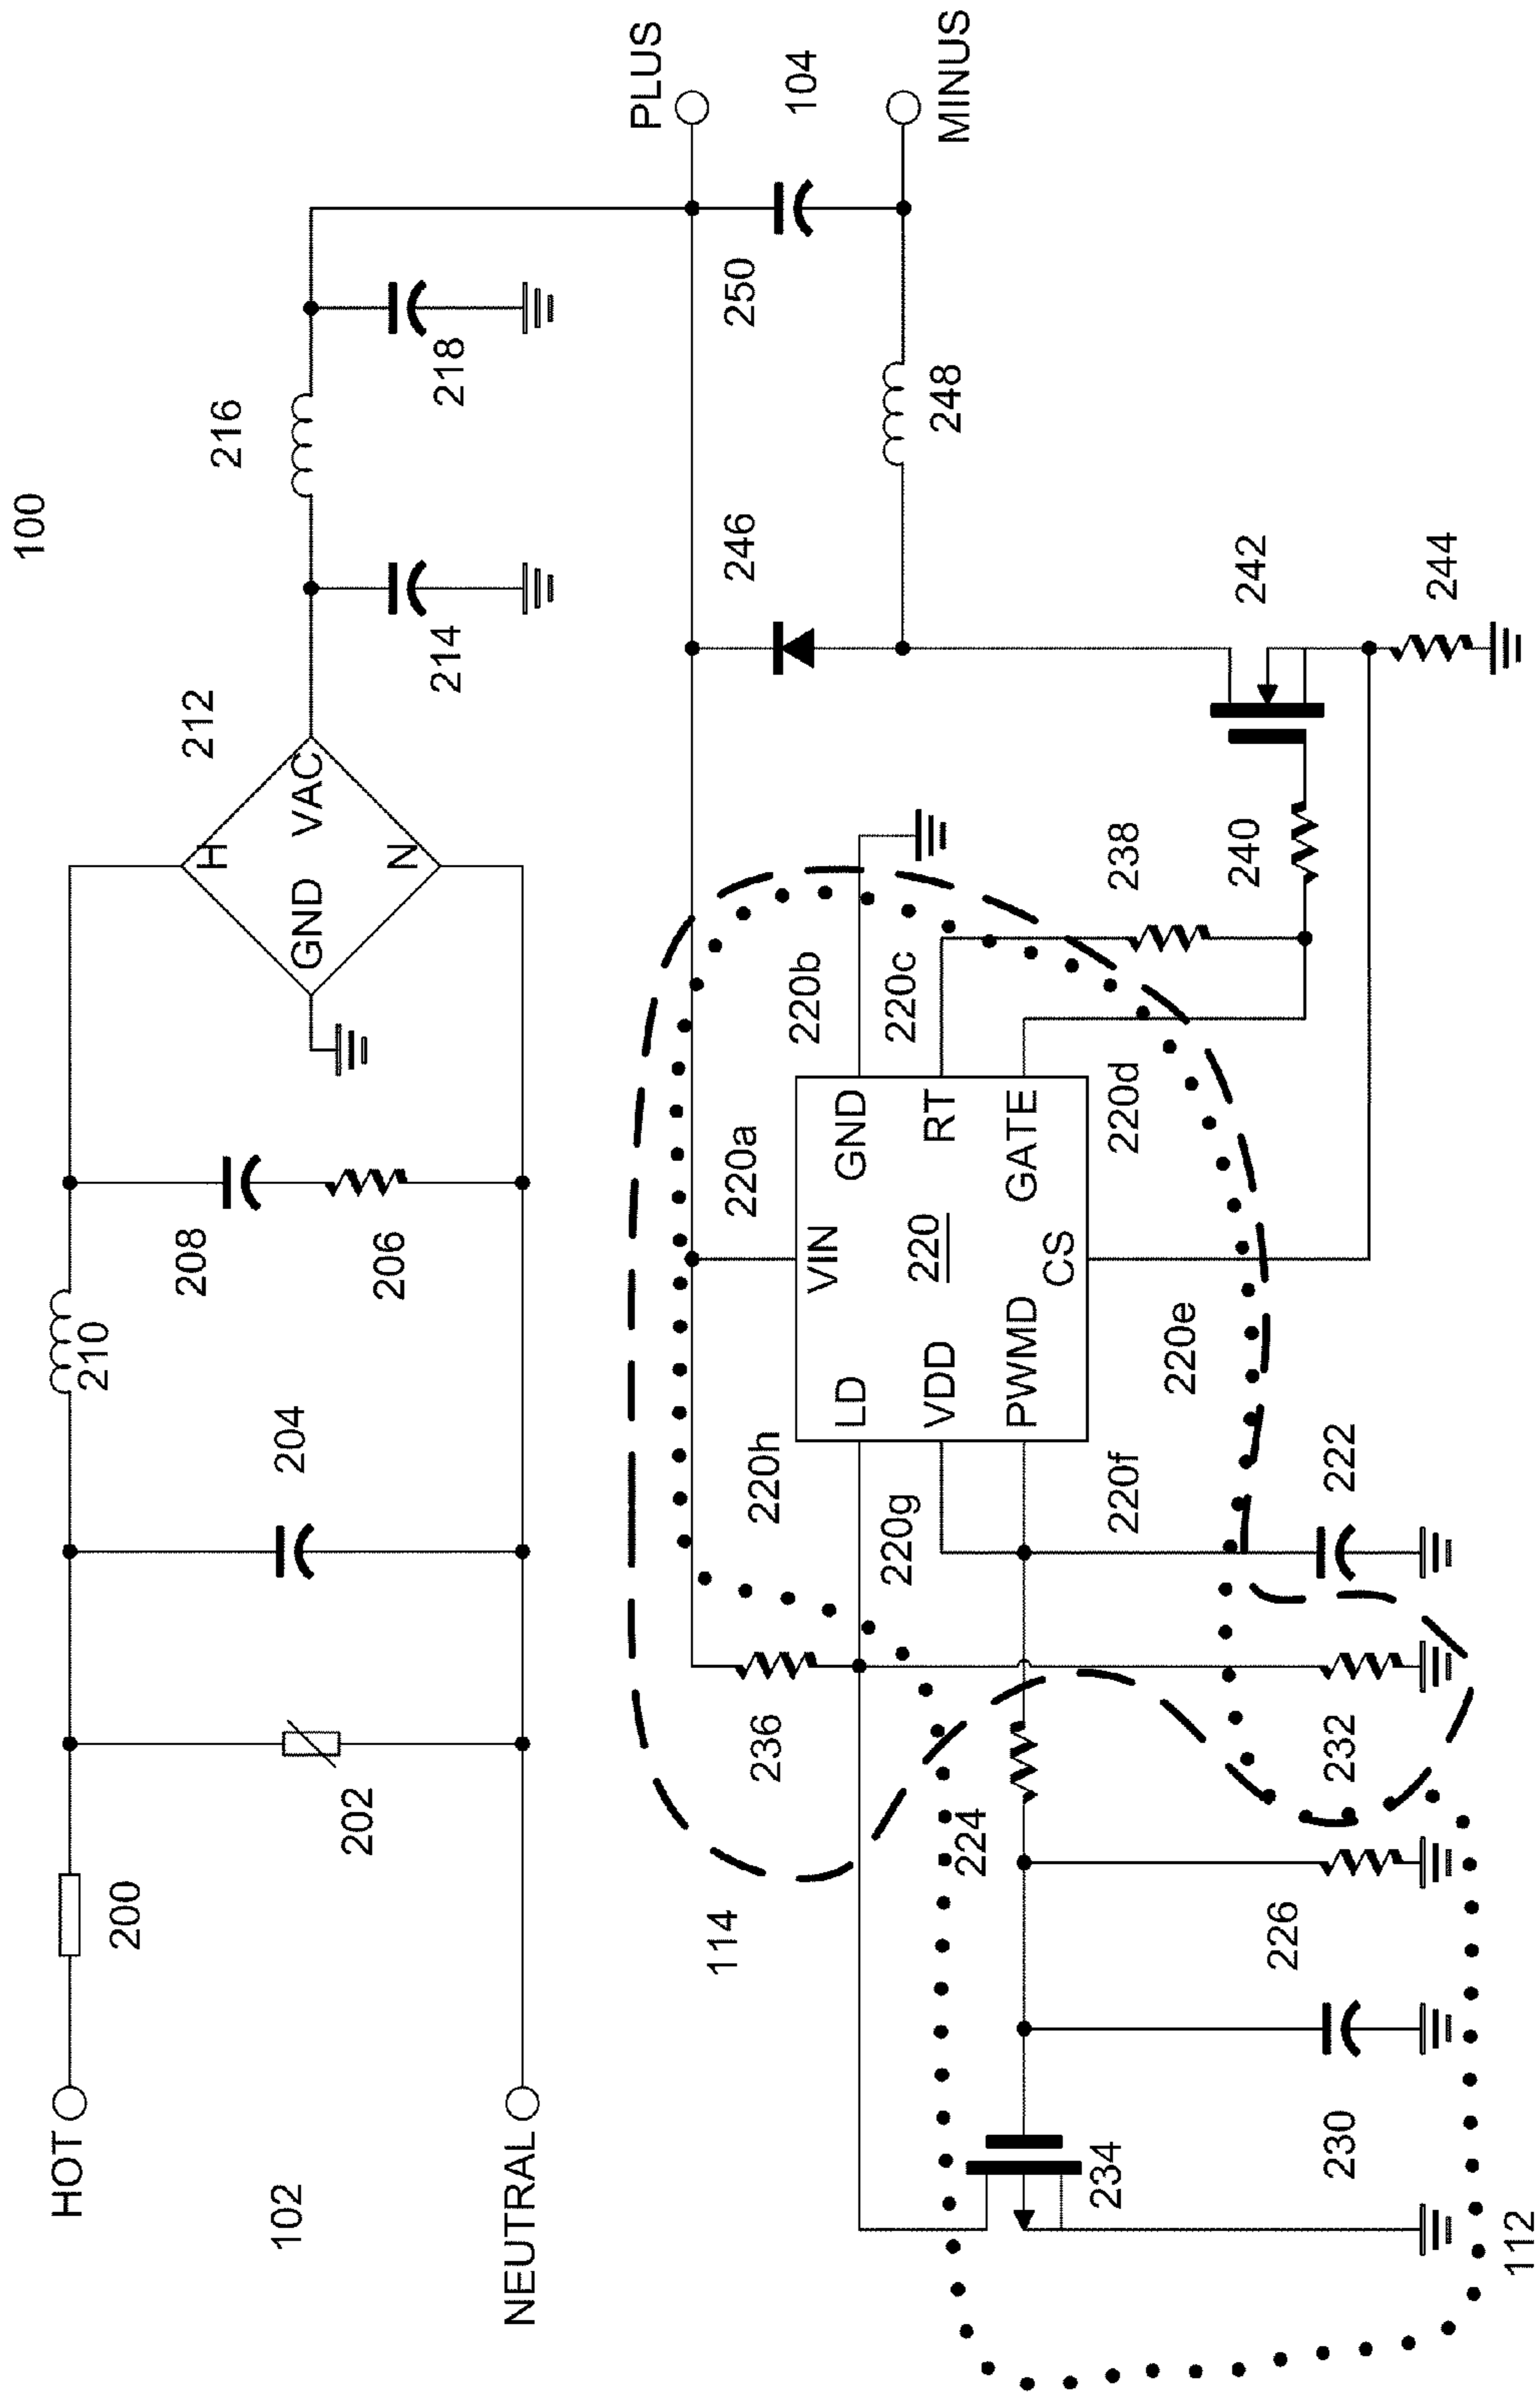 100
HOT
200
202
204
210
208
206
212
H
GND
VAC
N
214
216
218
102
NEUTRAL
PLUS
104
MINUS
250
248
246
242
244
240
238
114
236
220h
220a
220b
220c
220d
220e
220f
220g
LD
VIN
GND
VDD
220
RT
PWMD
CS
GATE
222
224
232
226
230
234
112